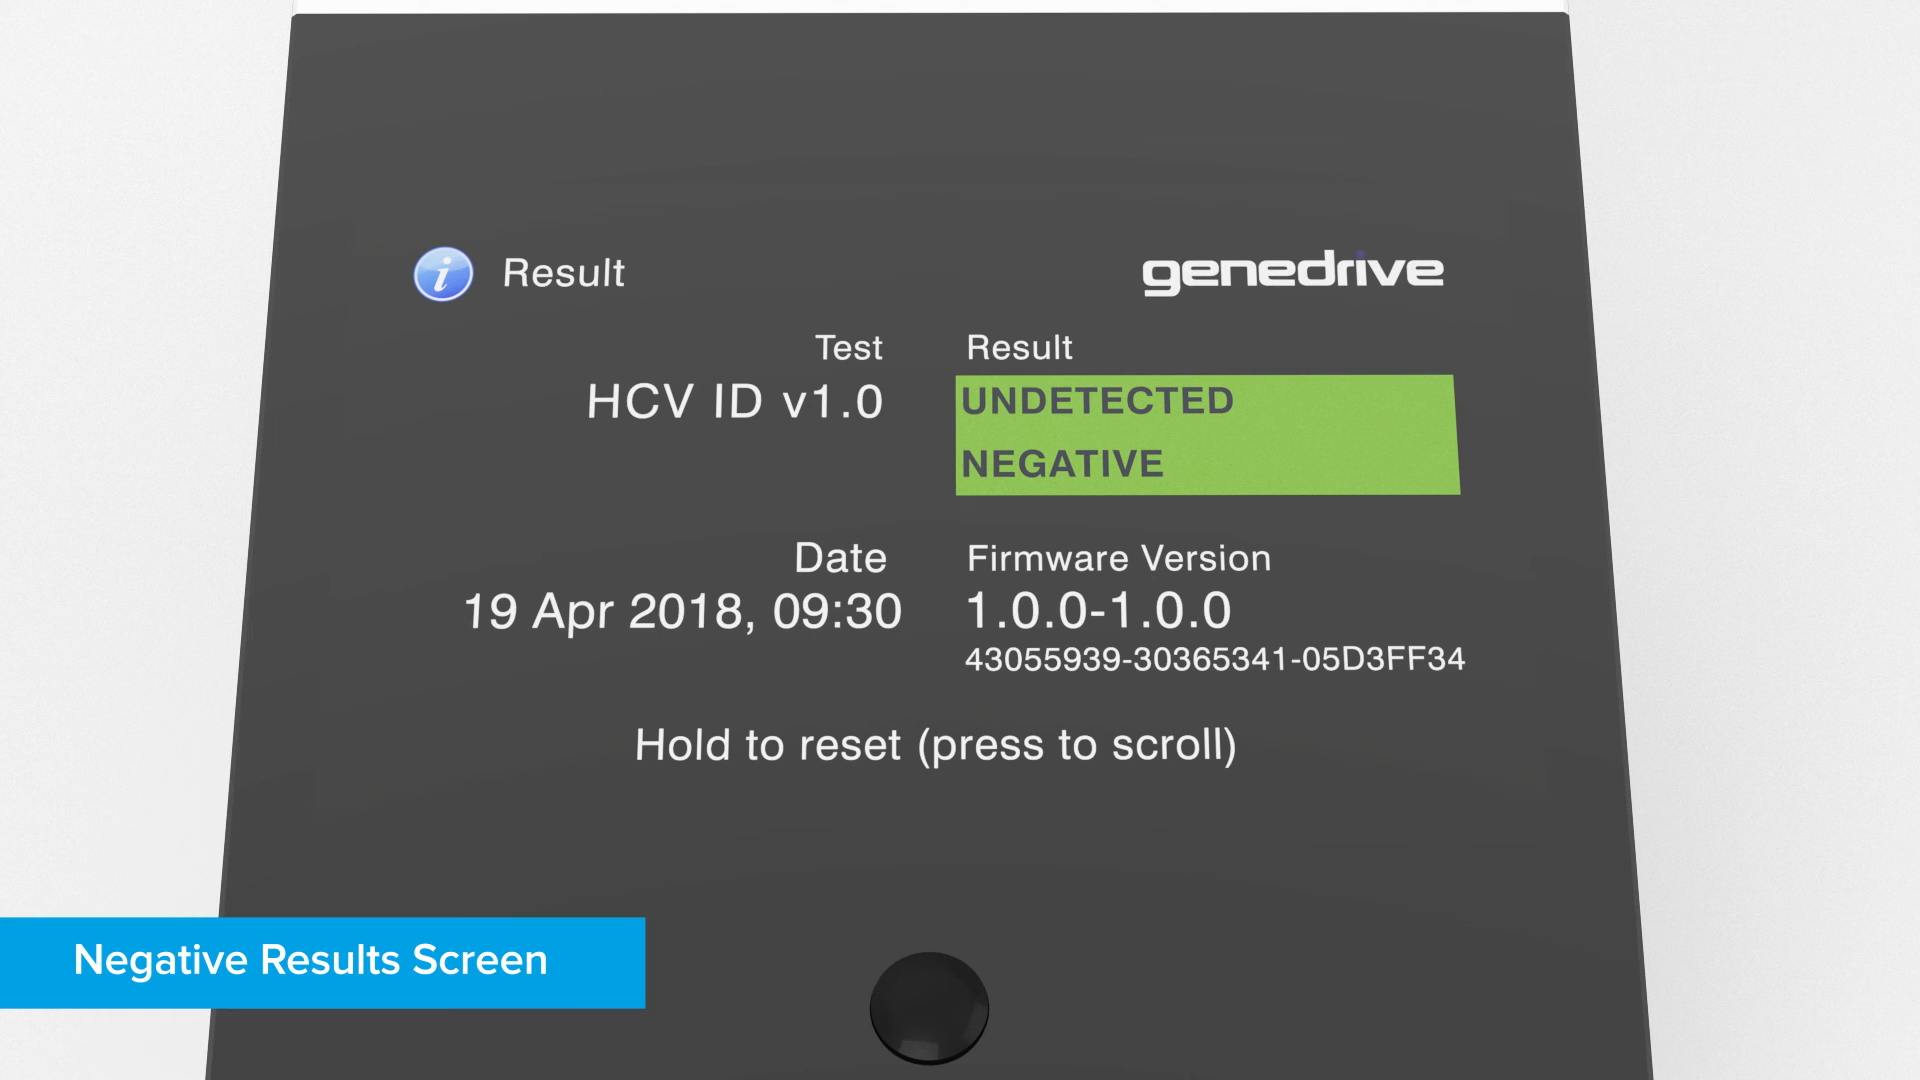 Result
genedrive
Test
HCV ID v1.0
Result
UNDETECTED
NEGATIVE
Date
19 Apr 2018, 09:30
Firmware Version
1.0.0-1.0.0
43055939-30365341-05D3FF34
Hold to reset (press to scroll)
Negative Results Screen